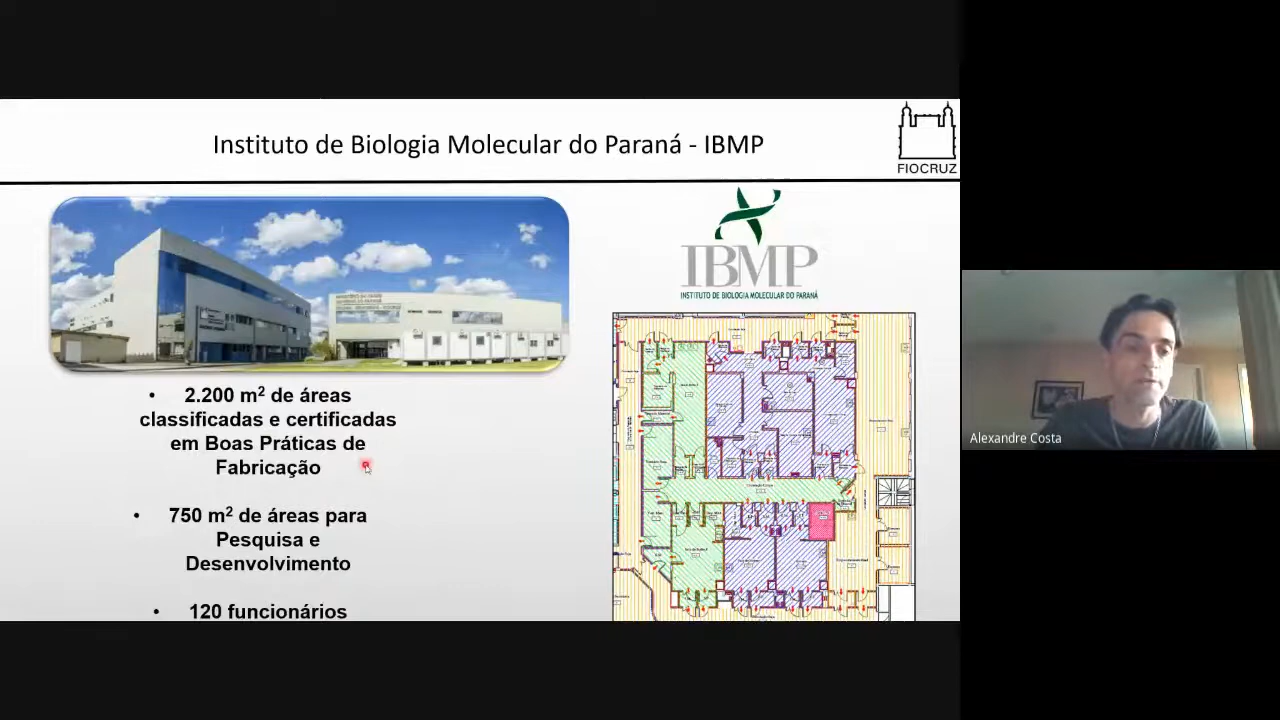 Instituto de Biologia Molecular do Paraná - IBMP
FIOCRUZ
IBMP
INSTITUTO DE BIOLOGIA MOLECULAR DO PARANÁ
• 2.200 m² de áreas
classificadas e certificadas
em Boas Práticas de
Fabricação
• 750 m² de áreas para
Pesquisa e
Desenvolvimento
• 120 funcionários
Alexandre Costa